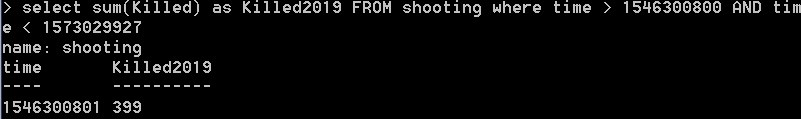 > select sum(Killed) as Killed2019 FROM shooting where time > 1546300800 AND tim
e < 1573029927
name: shooting
time       Killed2019
----       ----------
1546300801 399